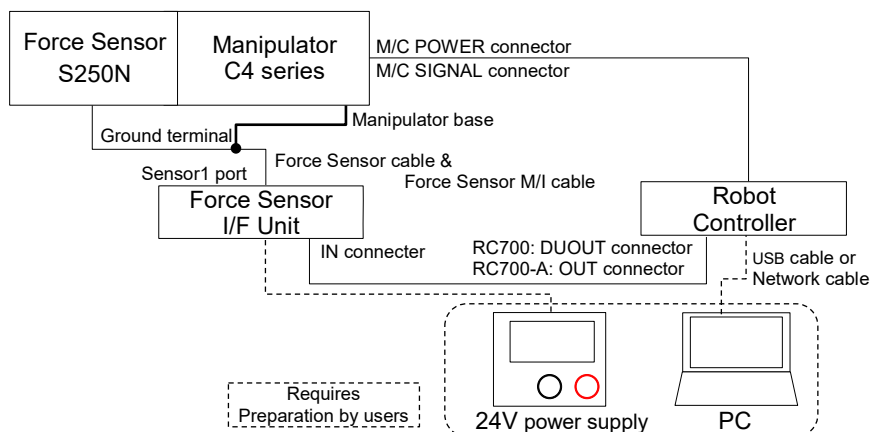 Force Sensor
S250N
Manipulator
C4 series
M/C POWER connector
M/C SIGNAL connector
Manipulator base
Ground terminal
Force Sensor cable &
Force Sensor M/I cable
Sensor1 port
Force Sensor
I/F Unit
Robot
Controller
IN connecter
RC700: DUOUT connector
RC700-A: OUT connector
USB cable or
Network cable
Requires
Preparation by users
24V power supply
PC